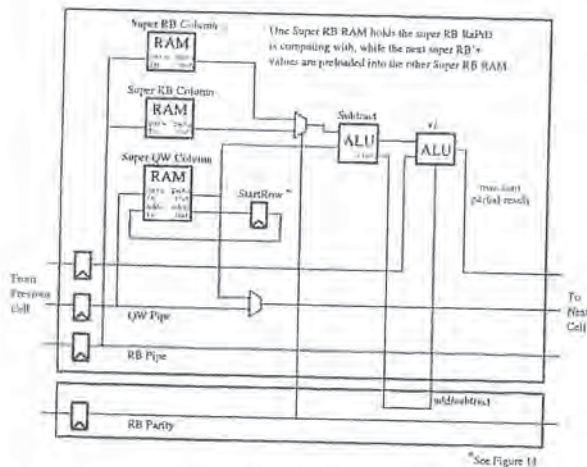 Super RB Column
RAM
One Super RB RAM holds the super RB RaPiD
is computing with, while the next super RB's
values are preloaded into the other Super RB RAM.
Super RB Column
RAM
Subtract
ALU
ALU
Super QW Column
RAM
StartRow *
partial result
From
Previous
Cell
To
Next
Cell
QW Pipe
RB Pipe
add/subtract
RB Parity
*See Figure 11